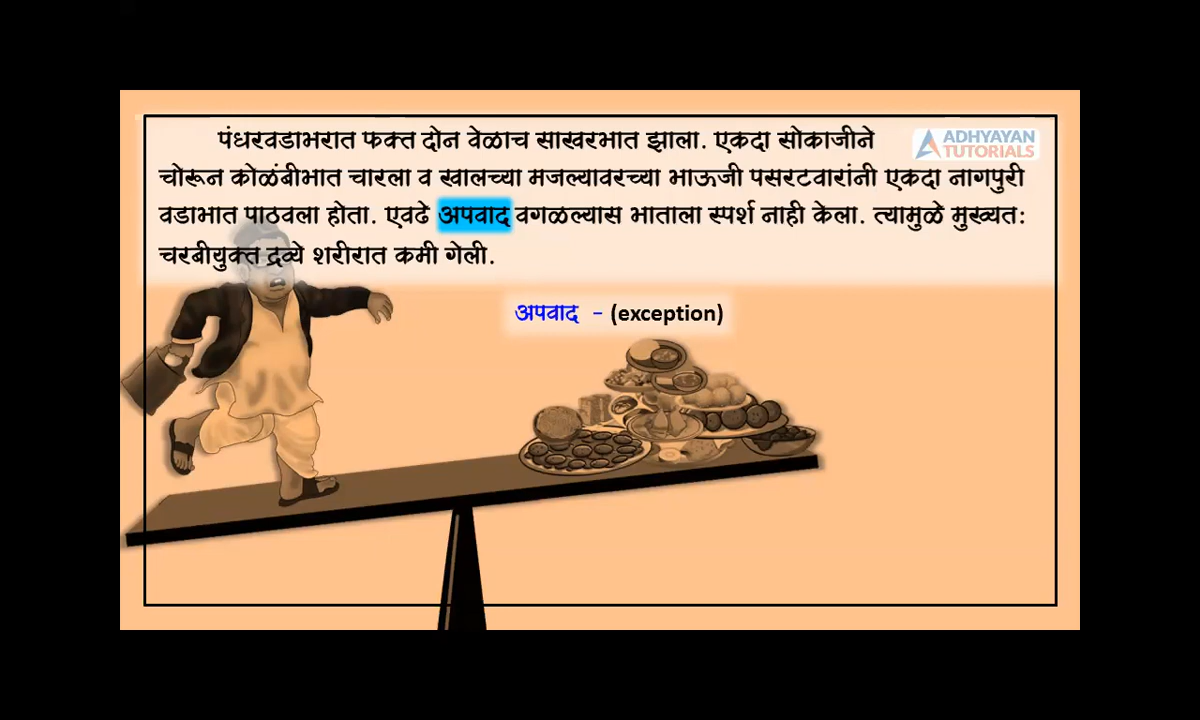 पंधरवडाभरात फक्त दोन वेळाच साखरभात झाला. एकदा सोकाजीने
ADHYAYAN
TUTORIALS
चोरून कोळंबीभात चारला व खालच्या मजल्यावरच्या भाऊजी पसरटवारांनी एकदा नागपुरी
वडाभात पाठवला होता. एवढे अपवाद वगळल्यास भाताला स्पर्श नाही केला. त्यामुळे मुख्यत:
चरबीयुक्त द्रव्ये शरीरात कमी गेली.
अपवाद - (exception)